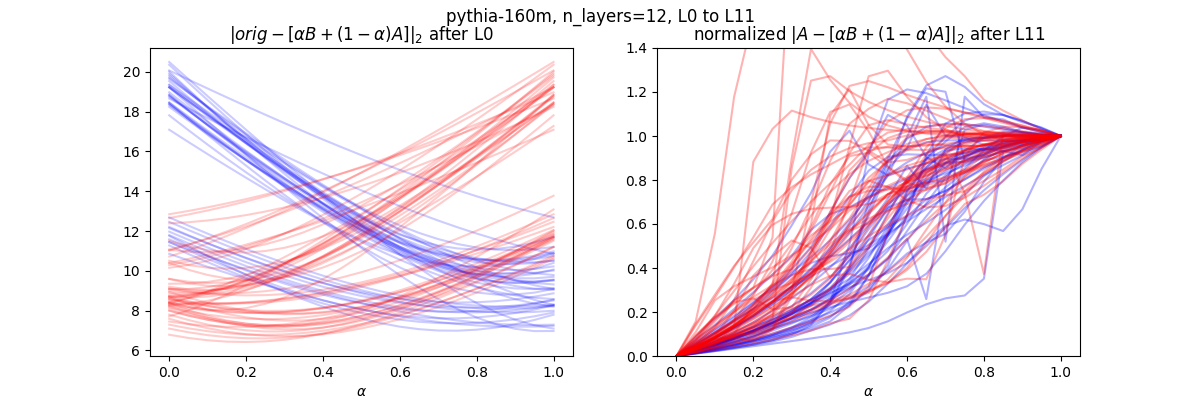 pythia-160m, n_layers=12, L0 to L11
|orig − [αB + (1 − α)A]|₂ after L0
normalized |A − [αB + (1 − α)A]|₂ after L11
20
18
16
14
12
10
8
6
0.0 0.2 0.4 0.6 0.8 1.0
α
1.4
1.2
1.0
0.8
0.6
0.4
0.2
0.0
0.0 0.2 0.4 0.6 0.8 1.0
α